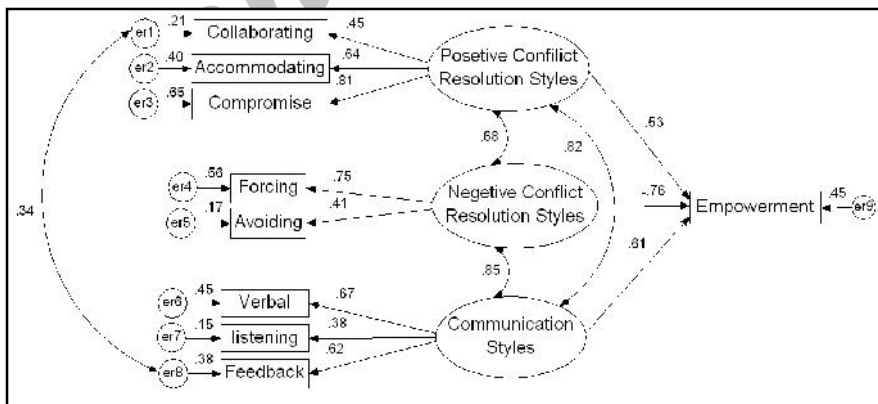 er1 .21 Collaborating .45
er2 .40 Accommodating .64
er3 .65 Compromise .81
Posetive Confilict
Resolution Styles
.53
.68
.82
er4 .56 Forcing .75
er5 .17 Avoiding .41
Negetive Conflict
Resolution Styles
-.76
Empowerment .45 er9
.34
.61
.85
er6 .45 Verbal .67
er7 .15 listening .38
er8 .38 Feedback .62
Communication
Styles